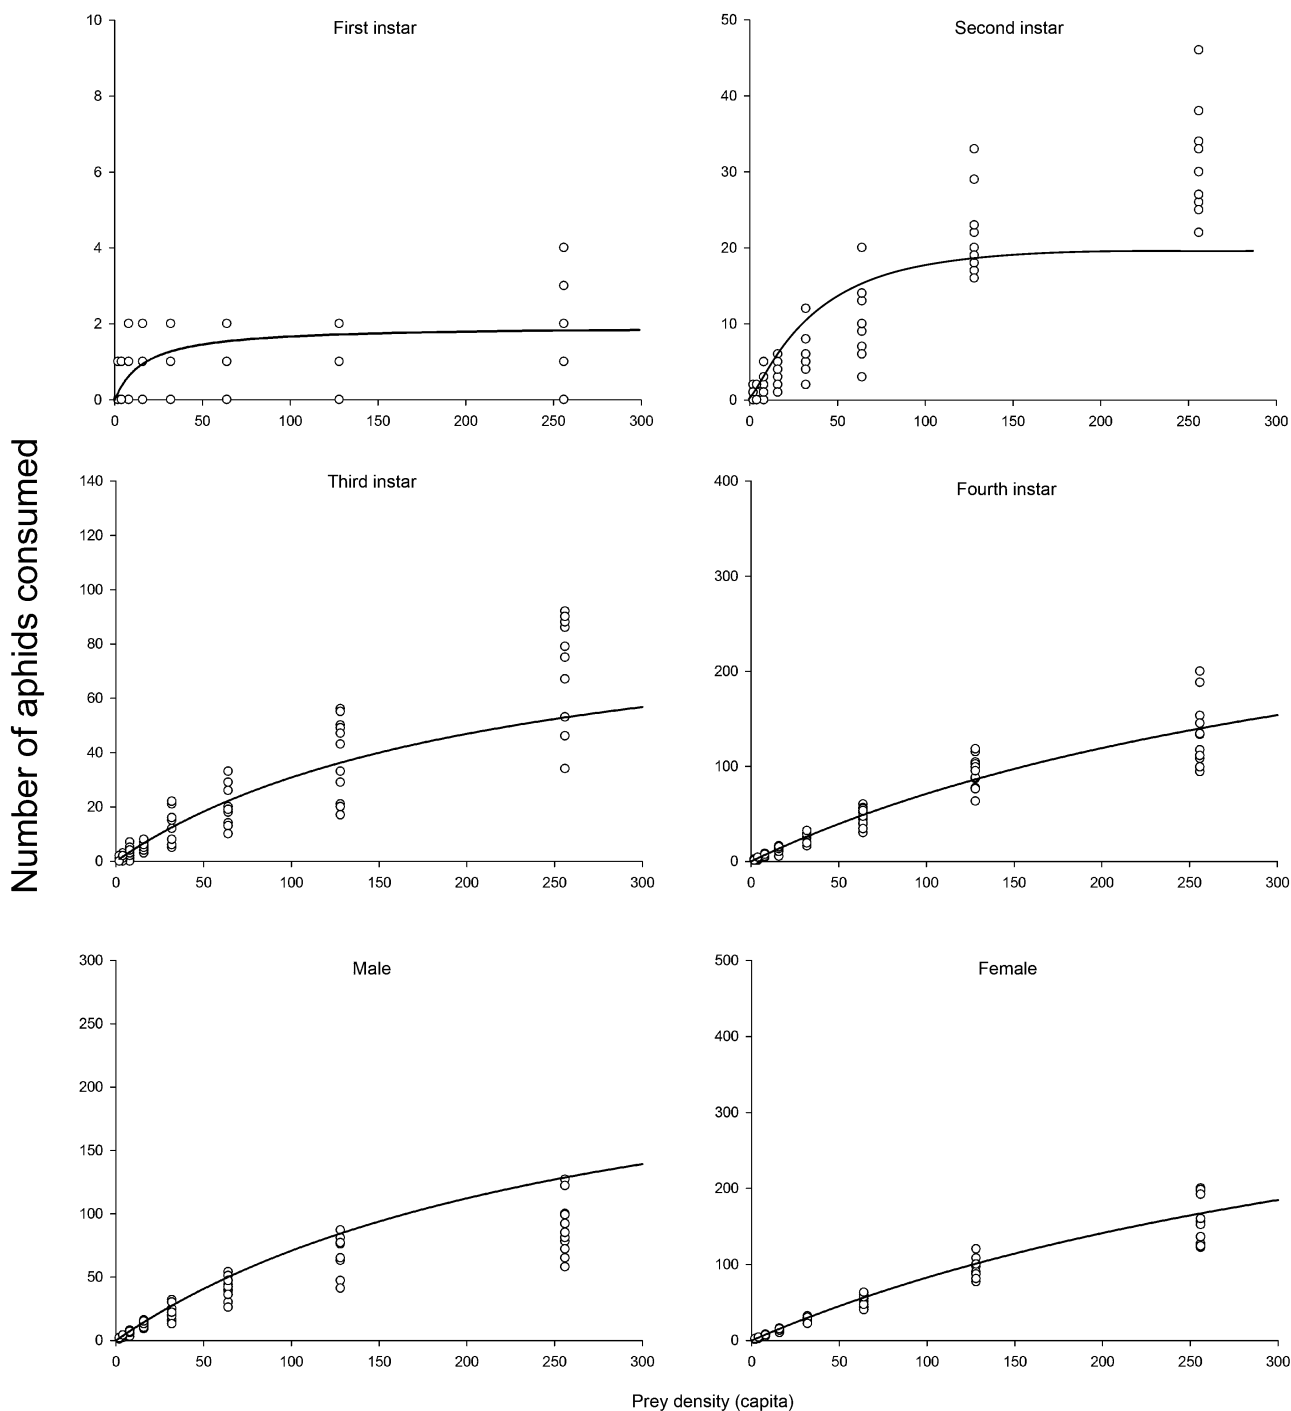 Number of aphids consumed
First instar
10
8
6
4
2
0
0 50 100 150 200 250 300
Second instar
50
40
30
20
10
0
0 50 100 150 200 250 300
Third instar
140
120
100
80
60
40
20
0
0 50 100 150 200 250 300
Fourth instar
400
300
200
100
0
0 50 100 150 200 250 300
Male
300
250
200
150
100
50
0
0 50 100 150 200 250 300
Female
500
400
300
200
100
0
0 50 100 150 200 250 300
Prey density (capita)